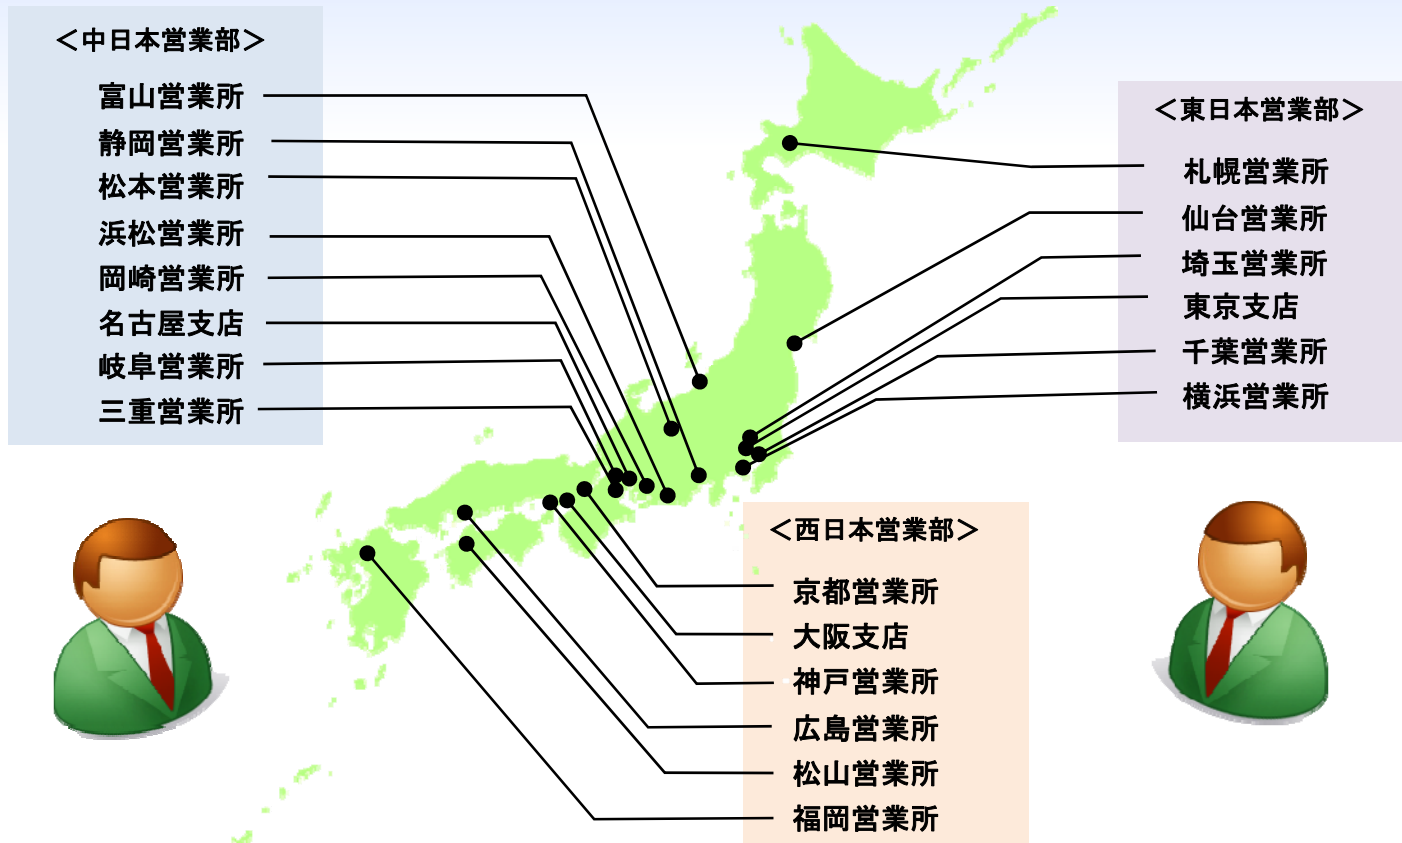 ＜中日本営業部＞
富山営業所
静岡営業所
松本営業所
浜松営業所
岡崎営業所
名古屋支店
岐阜営業所
三重営業所
＜東日本営業部＞
札幌営業所
仙台営業所
埼玉営業所
東京支店
千葉営業所
横浜営業所
＜西日本営業部＞
京都営業所
大阪支店
神戸営業所
広島営業所
松山営業所
福岡営業所